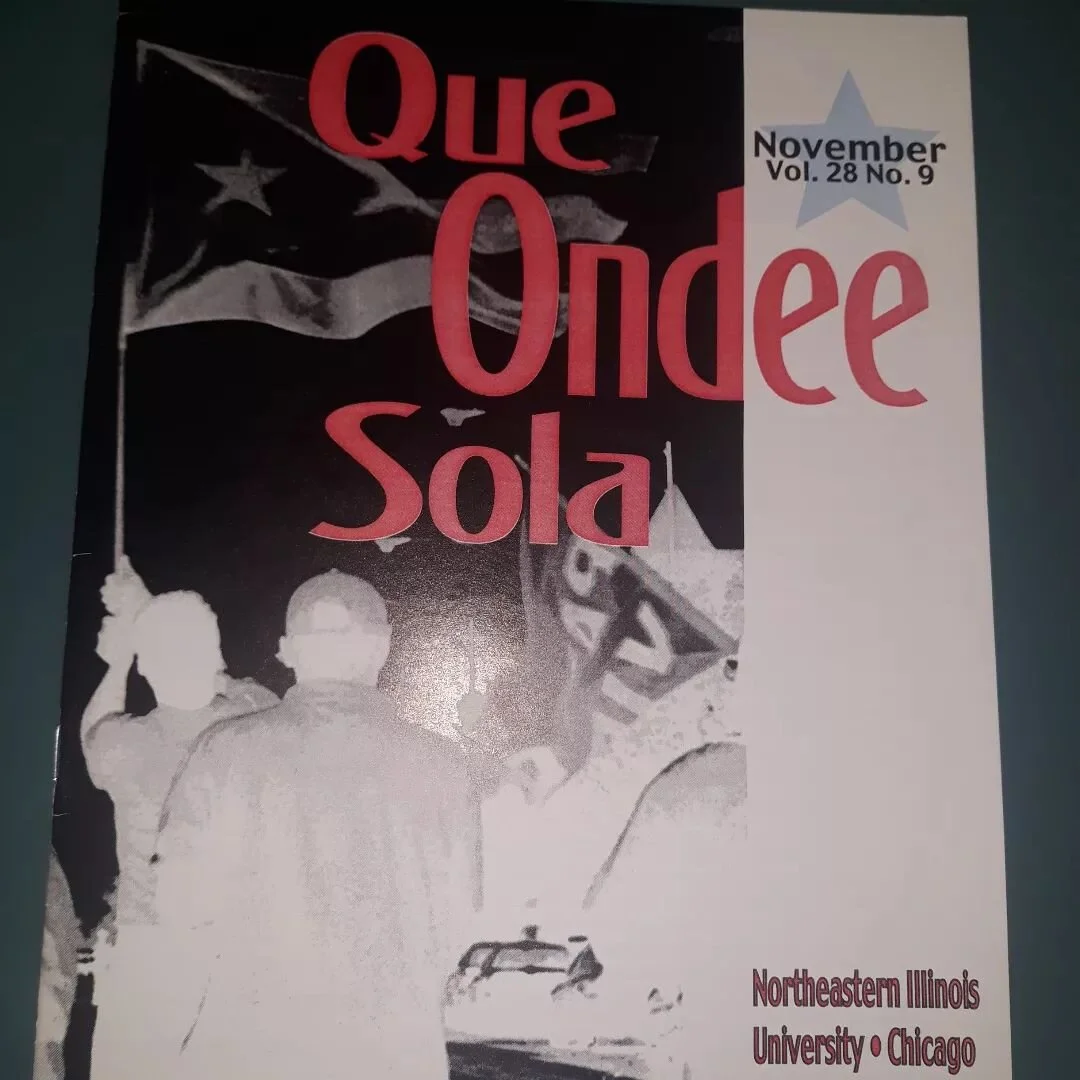 Que
November
Vol. 28 No. 9
Ondee
Sola
Northeastern Illinois
University • Chicago